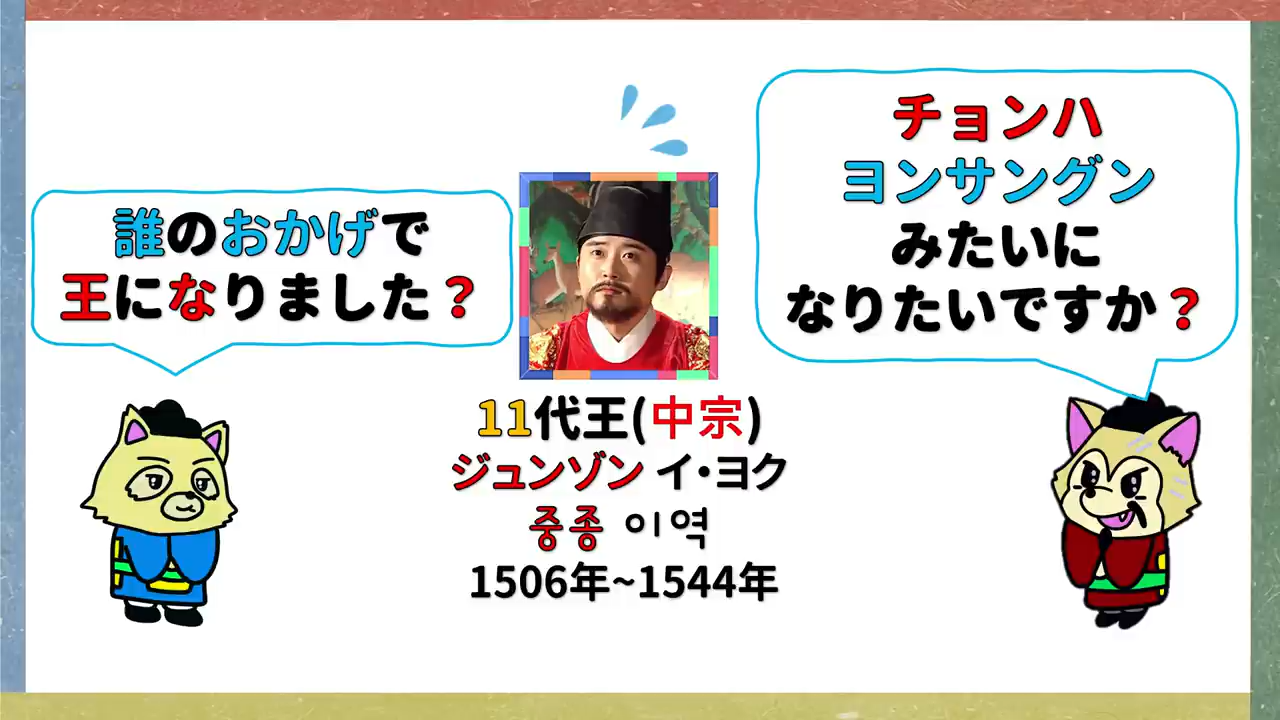 誰のおかげで
王になりました？
チョンハ
ヨンサングン
みたいに
なりたいですか？
11代王(中宗)
ジュンゾン イ・ヨク
중종 이역
1506年~1544年